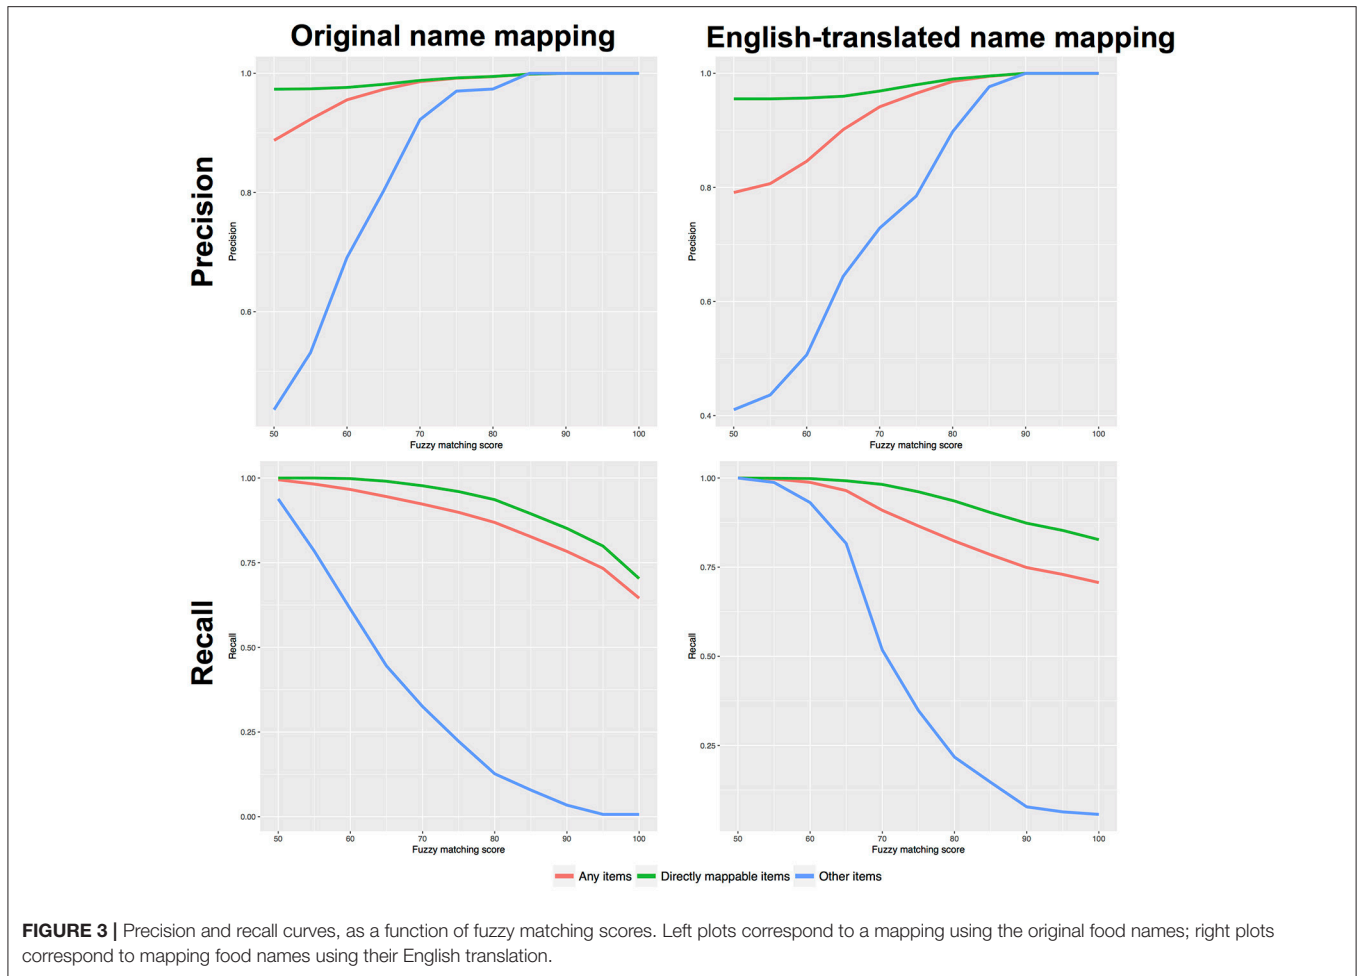 Original name mapping
English-translated name mapping
Precision
Precision
1.0
0.8
0.6
50 60 70 80 90 100
Fuzzy matching score
Precision
1.0
0.8
0.6
0.4
50 60 70 80 90 100
Fuzzy matching score
Recall
Recall
1.00
0.75
0.50
0.25
0.00
50 60 70 80 90 100
Fuzzy matching score
Recall
1.00
0.75
0.50
0.25
50 60 70 80 90 100
Fuzzy matching score
Any items Directly mappable items Other items
FIGURE 3 | Precision and recall curves, as a function of fuzzy matching scores. Left plots correspond to a mapping using the original food names; right plots
correspond to mapping food names using their English translation.